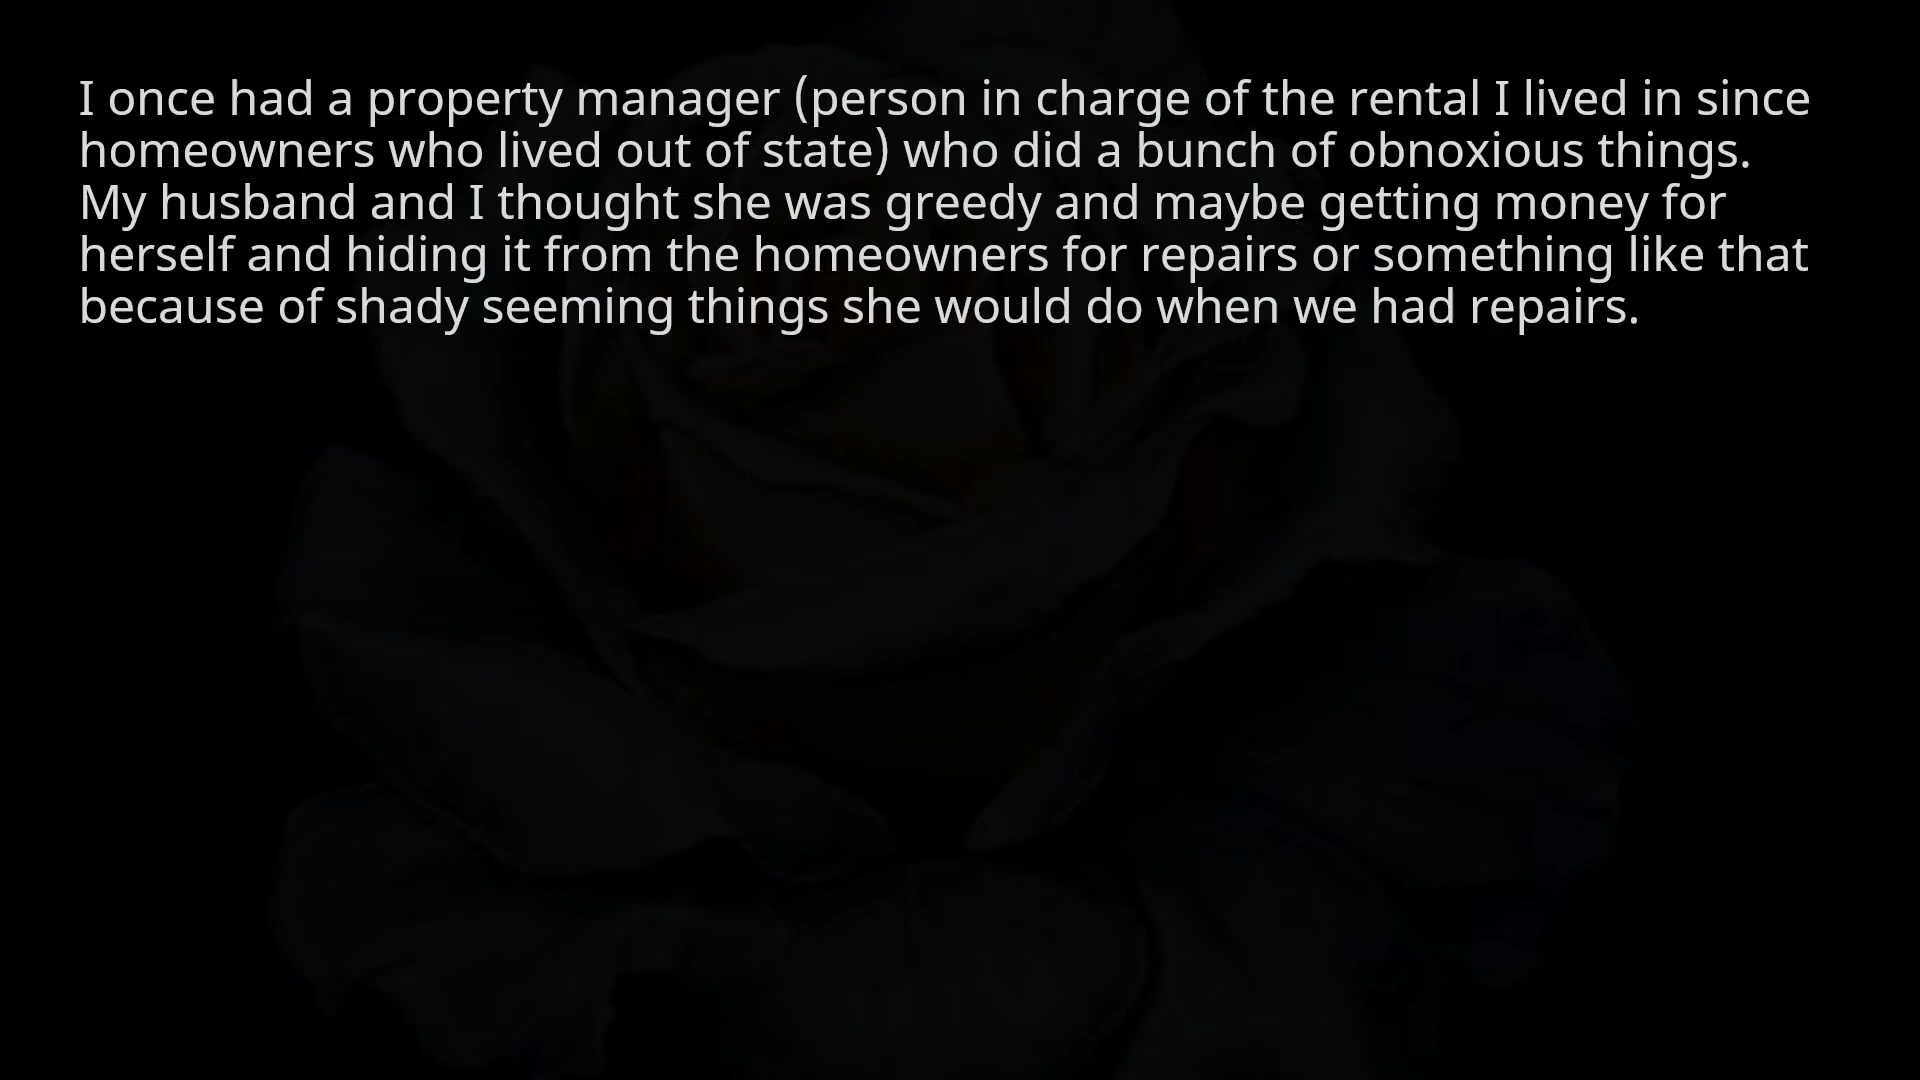 I once had a property manager (person in charge of the rental I lived in since
homeowners who lived out of state) who did a bunch of obnoxious things.
My husband and I thought she was greedy and maybe getting money for
herself and hiding it from the homeowners for repairs or something like that
because of shady seeming things she would do when we had repairs.